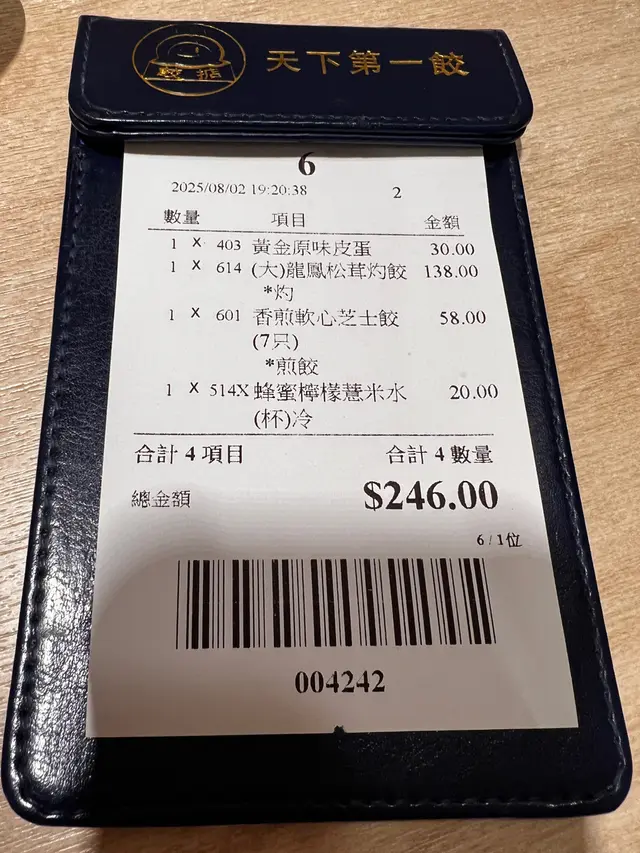 天下第一餃
6
2025/08/02 19:20:38 2
數量 項目 金額
1 X 403 黃金原味皮蛋 30.00
1 X 614 (大)龍鳳松茸灼餃 138.00
*灼
1 X 601 香煎軟心芝士餃 58.00
(7只)
*煎餃
1 X 514X 蜂蜜檸檬薏米水 20.00
(杯)冷
合計 4 項目 合計 4 數量
總金額 $246.00
6 / 1位
004242